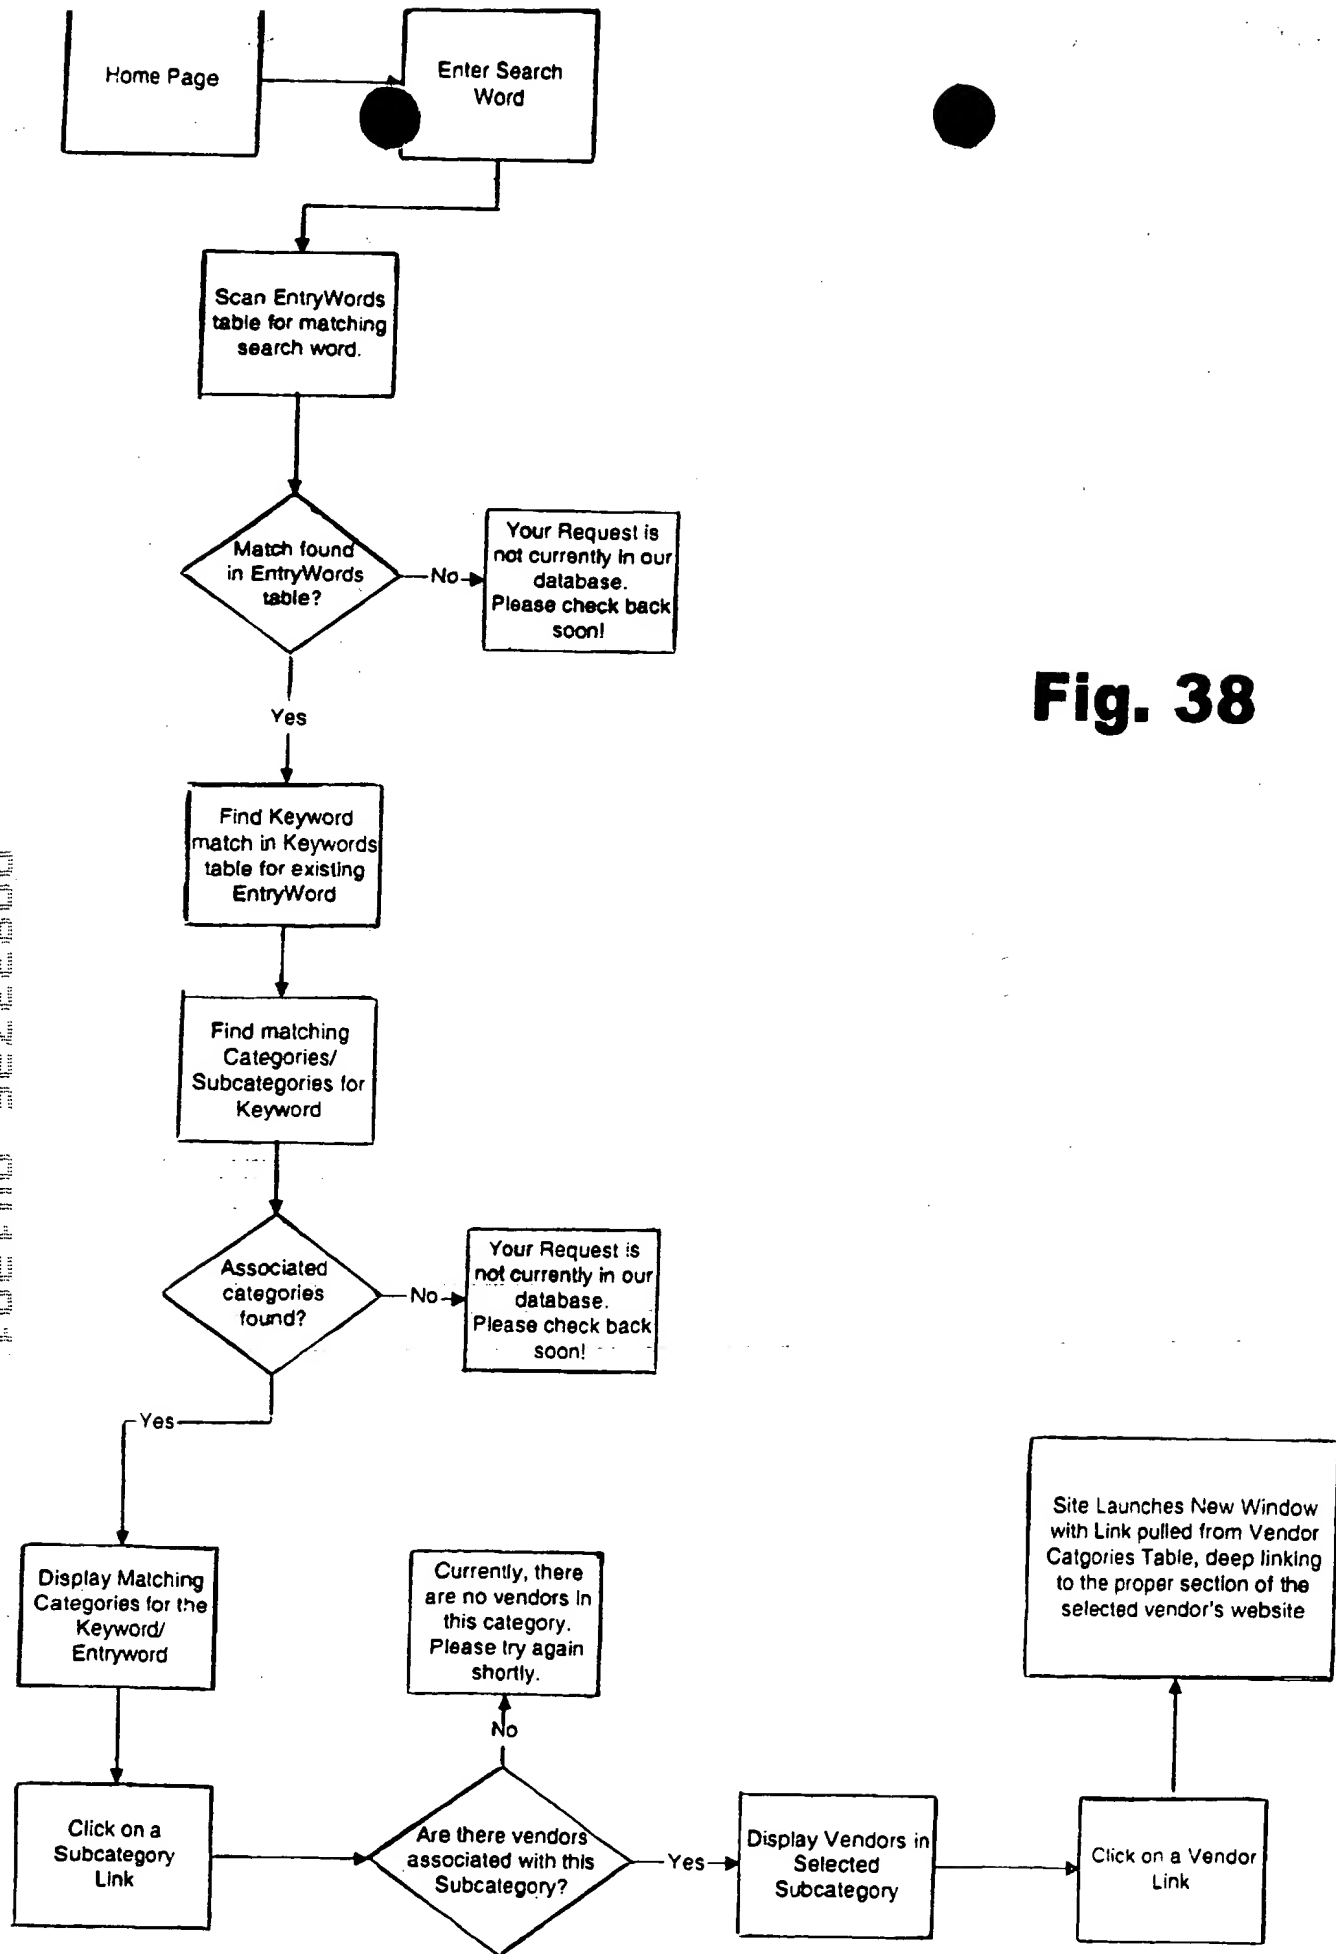 Home Page
Enter Search
Word
Scan EntryWords
table for matching
search word.
Match found
in EntryWords
table?
No
Your Request is
not currently in our
database.
Please check back
soon!
Yes
Fig. 38
Find Keyword
match in Keywords
table for existing
EntryWord
Find matching
Categories/
Subcategories for
Keyword
Associated
categories
found?
No
Your Request is
not currently in our
database.
Please check back
soon!
Yes
Display Matching
Categories for the
Keyword/
Entryword
Currently, there
are no vendors in
this category.
Please try again
shortly.
Site Launches New Window
with Link pulled from Vendor
Catgories Table, deep linking
to the proper section of the
selected vendor's website
No
Click on a
Subcategory
Link
Are there vendors
associated with this
Subcategory?
Yes
Display Vendors in
Selected
Subcategory
Click on a Vendor
Link